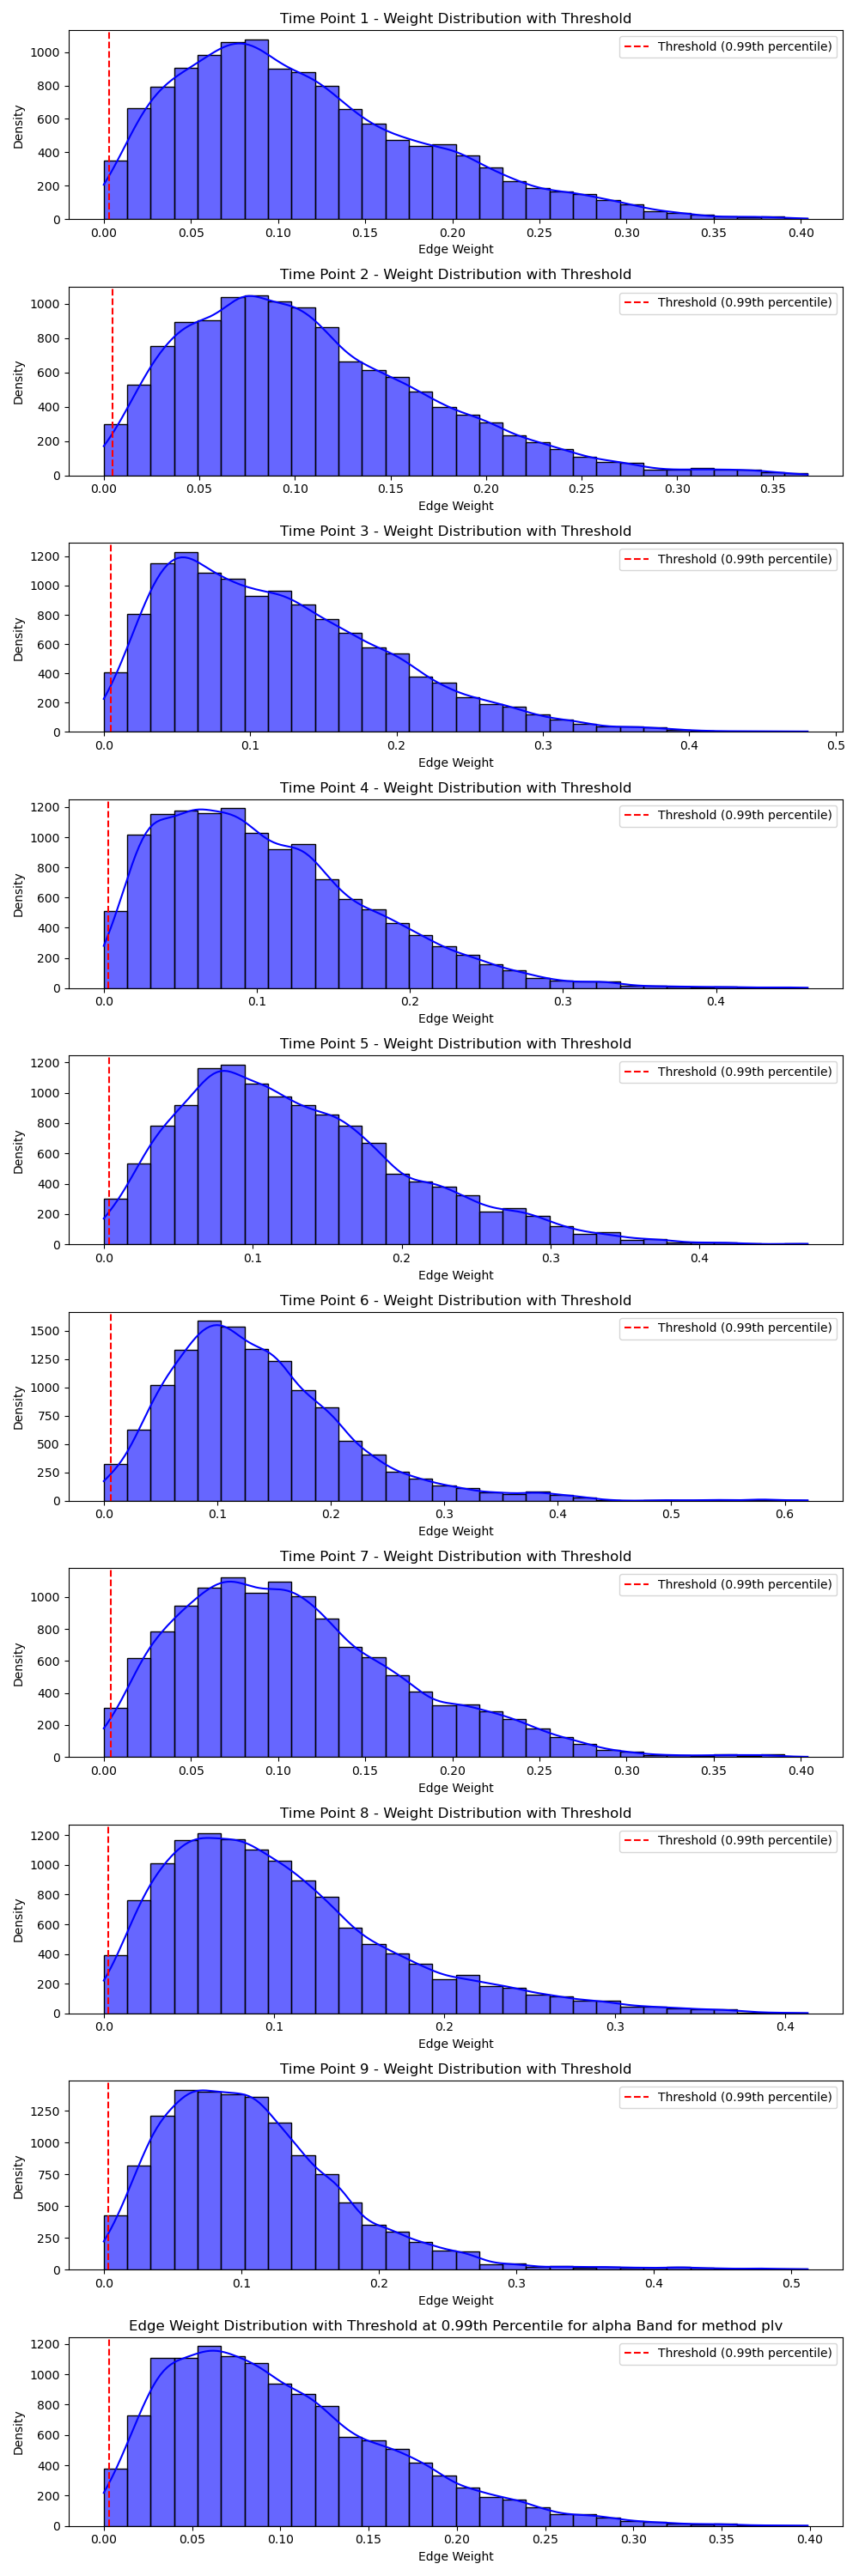 Time Point 1 - Weight Distribution with Threshold
Threshold (0.99th percentile)
Density
1000
800
600
400
200
0
0.00 0.05 0.10 0.15 0.20 0.25 0.30 0.35 0.40
Edge Weight
Time Point 2 - Weight Distribution with Threshold
Threshold (0.99th percentile)
Density
1000
800
600
400
200
0
0.00 0.05 0.10 0.15 0.20 0.25 0.30 0.35
Edge Weight
Time Point 3 - Weight Distribution with Threshold
Threshold (0.99th percentile)
Density
1200
1000
800
600
400
200
0
0.0 0.1 0.2 0.3 0.4 0.5
Edge Weight
Time Point 4 - Weight Distribution with Threshold
Threshold (0.99th percentile)
Density
1200
1000
800
600
400
200
0
0.0 0.1 0.2 0.3 0.4
Edge Weight
Time Point 5 - Weight Distribution with Threshold
Threshold (0.99th percentile)
Density
1200
1000
800
600
400
200
0
0.0 0.1 0.2 0.3 0.4
Edge Weight
Time Point 6 - Weight Distribution with Threshold
Threshold (0.99th percentile)
Density
1500
1250
1000
750
500
250
0
0.0 0.1 0.2 0.3 0.4 0.5 0.6
Edge Weight
Time Point 7 - Weight Distribution with Threshold
Threshold (0.99th percentile)
Density
1000
800
600
400
200
0
0.00 0.05 0.10 0.15 0.20 0.25 0.30 0.35 0.40
Edge Weight
Time Point 8 - Weight Distribution with Threshold
Threshold (0.99th percentile)
Density
1200
1000
800
600
400
200
0
0.0 0.1 0.2 0.3 0.4
Edge Weight
Time Point 9 - Weight Distribution with Threshold
Threshold (0.99th percentile)
Density
1250
1000
750
500
250
0
0.0 0.1 0.2 0.3 0.4 0.5
Edge Weight
Edge Weight Distribution with Threshold at 0.99th Percentile for alpha Band for method plv
Threshold (0.99th percentile)
Density
1200
1000
800
600
400
200
0
0.00 0.05 0.10 0.15 0.20 0.25 0.30 0.35 0.40
Edge Weight